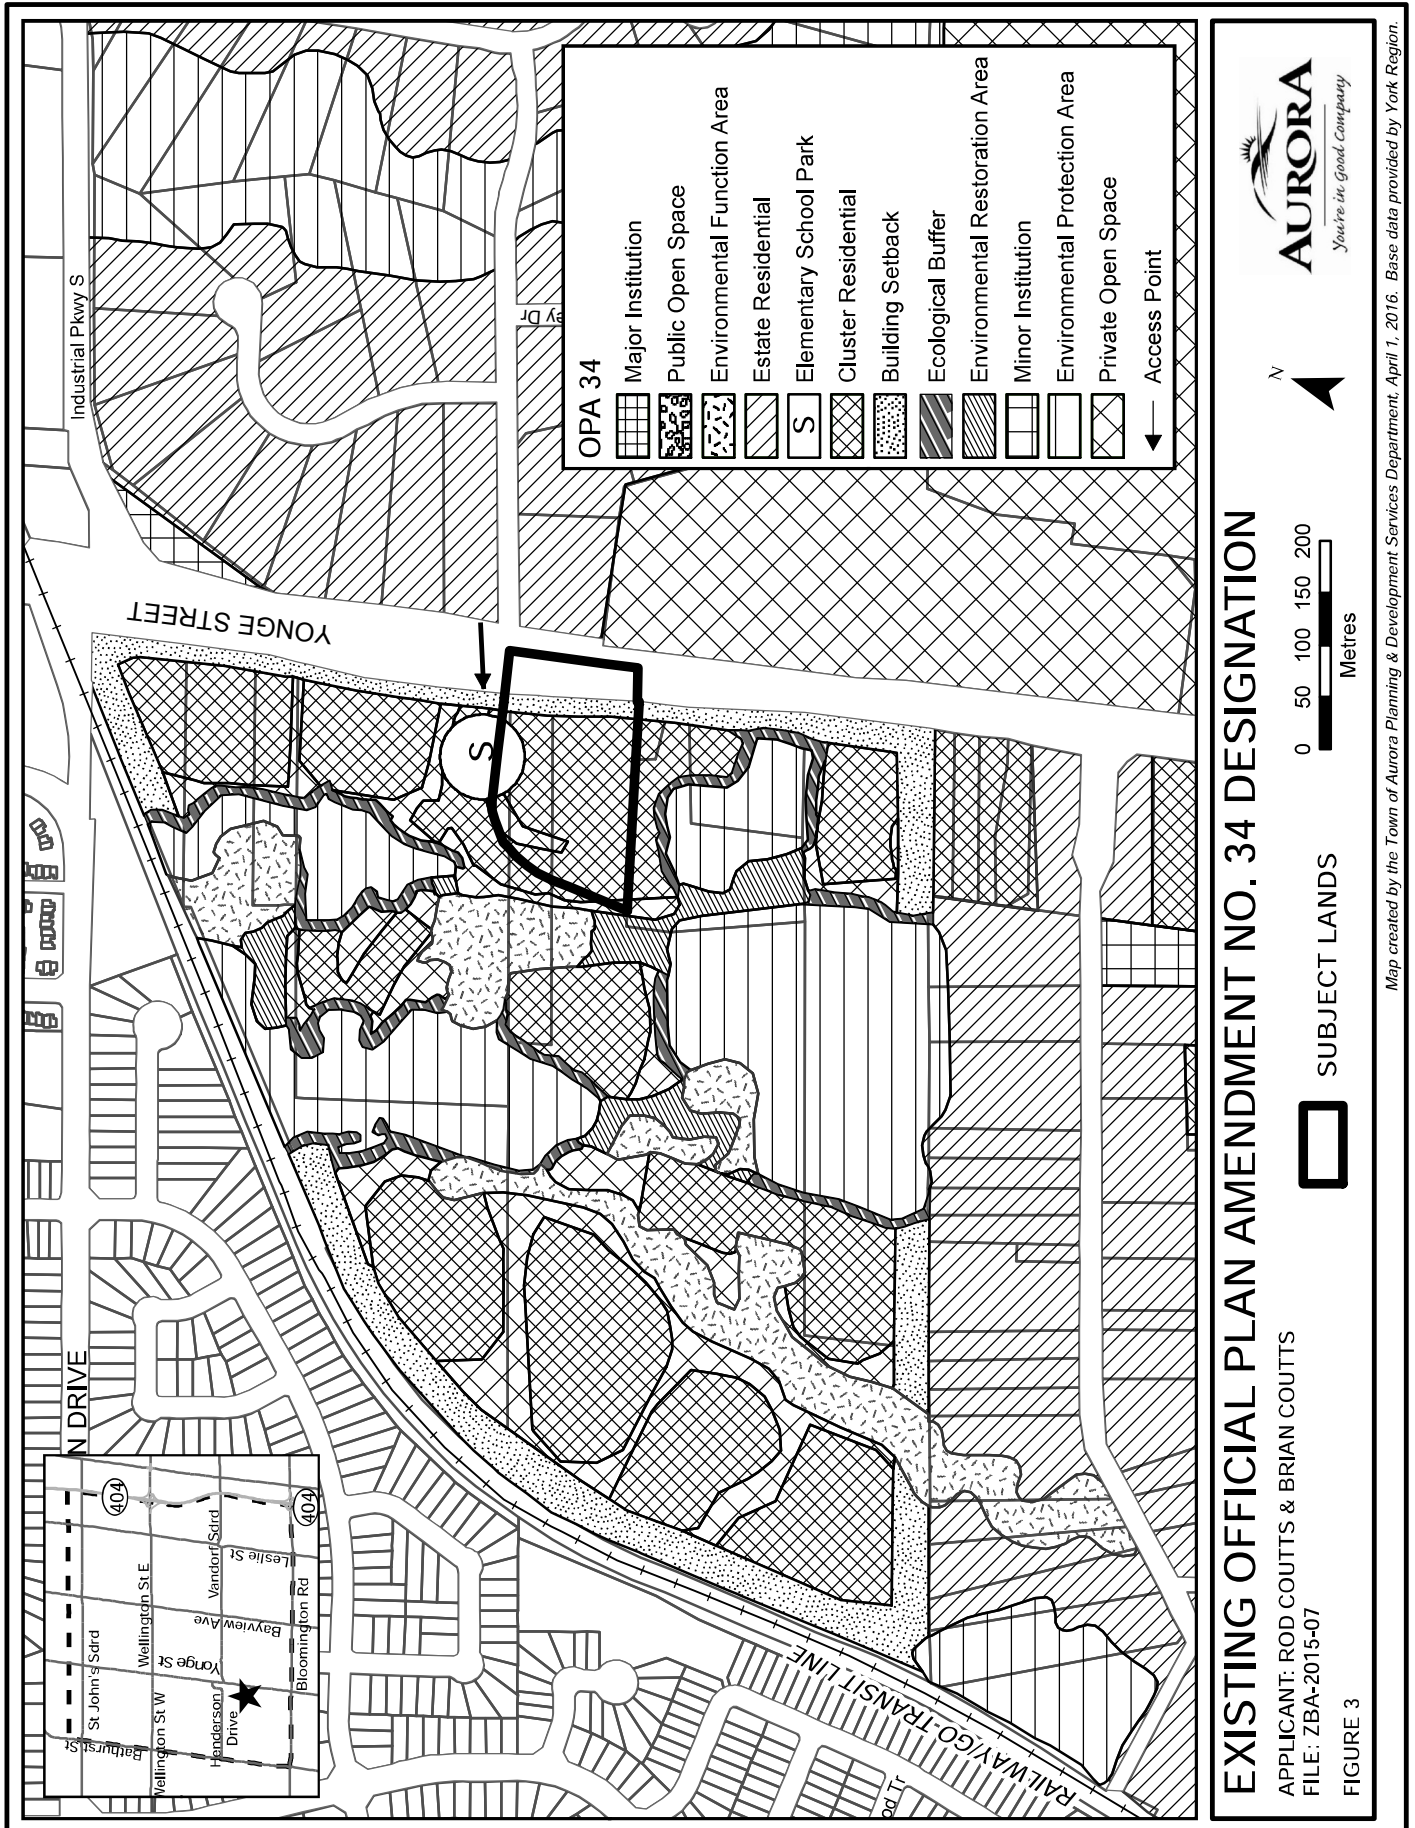 Industrial Pkwy S
YONGE STREET
ey Dr
S
N DRIVE
RAILWAY/GO-TRANSIT LINE
od Tr
St John's Sdrd
Bathurst St
Wellington St W
Wellington St E
Yonge St
Henderson
Drive
Bayview Ave
Vandorf Sdrd
Leslie St
Bloomington Rd
404
404
OPA 34
Major Institution
Public Open Space
Environmental Function Area
Estate Residential
S Elementary School Park
Cluster Residential
Building Setback
Ecological Buffer
Environmental Restoration Area
Minor Institution
Environmental Protection Area
Private Open Space
Access Point
EXISTING OFFICIAL PLAN AMENDMENT NO. 34 DESIGNATION
APPLICANT: ROD COUTTS & BRIAN COUTTS
FILE: ZBA-2015-07
FIGURE 3
SUBJECT LANDS
0 50 100 150 200
Metres
N
AURORA
You're in Good Company
Map created by the Town of Aurora Planning & Development Services Department, April 1, 2016. Base data provided by York Region.